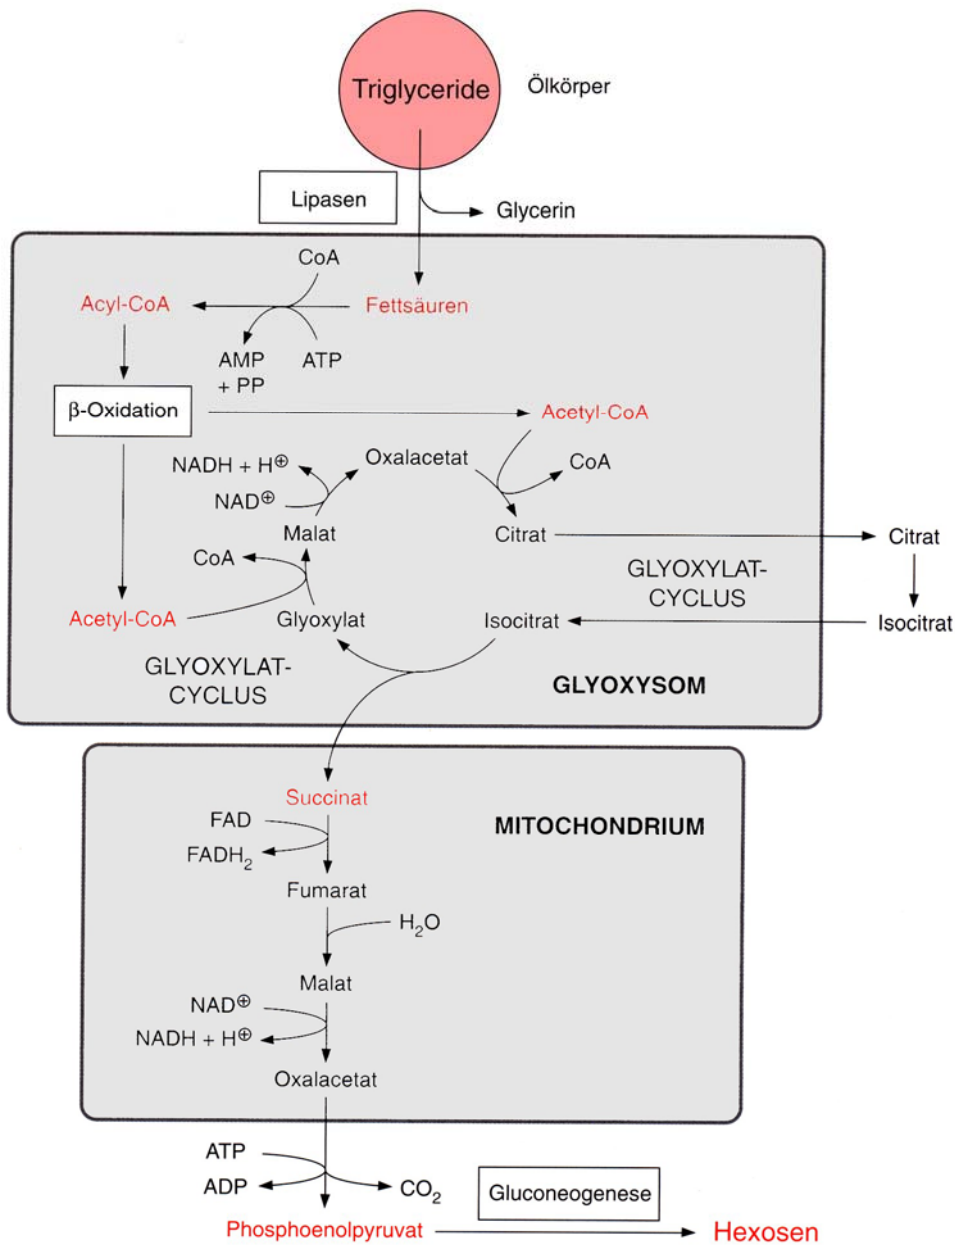 Triglyceride
Ölkörper
Lipasen
Glycerin
CoA
Acyl-CoA
Fettsäuren
AMP
+ PP
ATP
β-Oxidation
Acetyl-CoA
Oxalacetat
NADH + H⊕
CoA
NAD⊕
Malat
Citrat
Citrat
CoA
GLYOXYLAT-
CYCLUS
Acetyl-CoA
Glyoxylat
Isocitrat
Isocitrat
GLYOXYLAT-
CYCLUS
GLYOXYSOM
Succinat
MITOCHONDRIUM
FAD
FADH₂
Fumarat
H₂O
Malat
NAD⊕
NADH + H⊕
Oxalacetat
ATP
ADP
CO₂
Gluconeogenese
Phosphoenolpyruvat
Hexosen